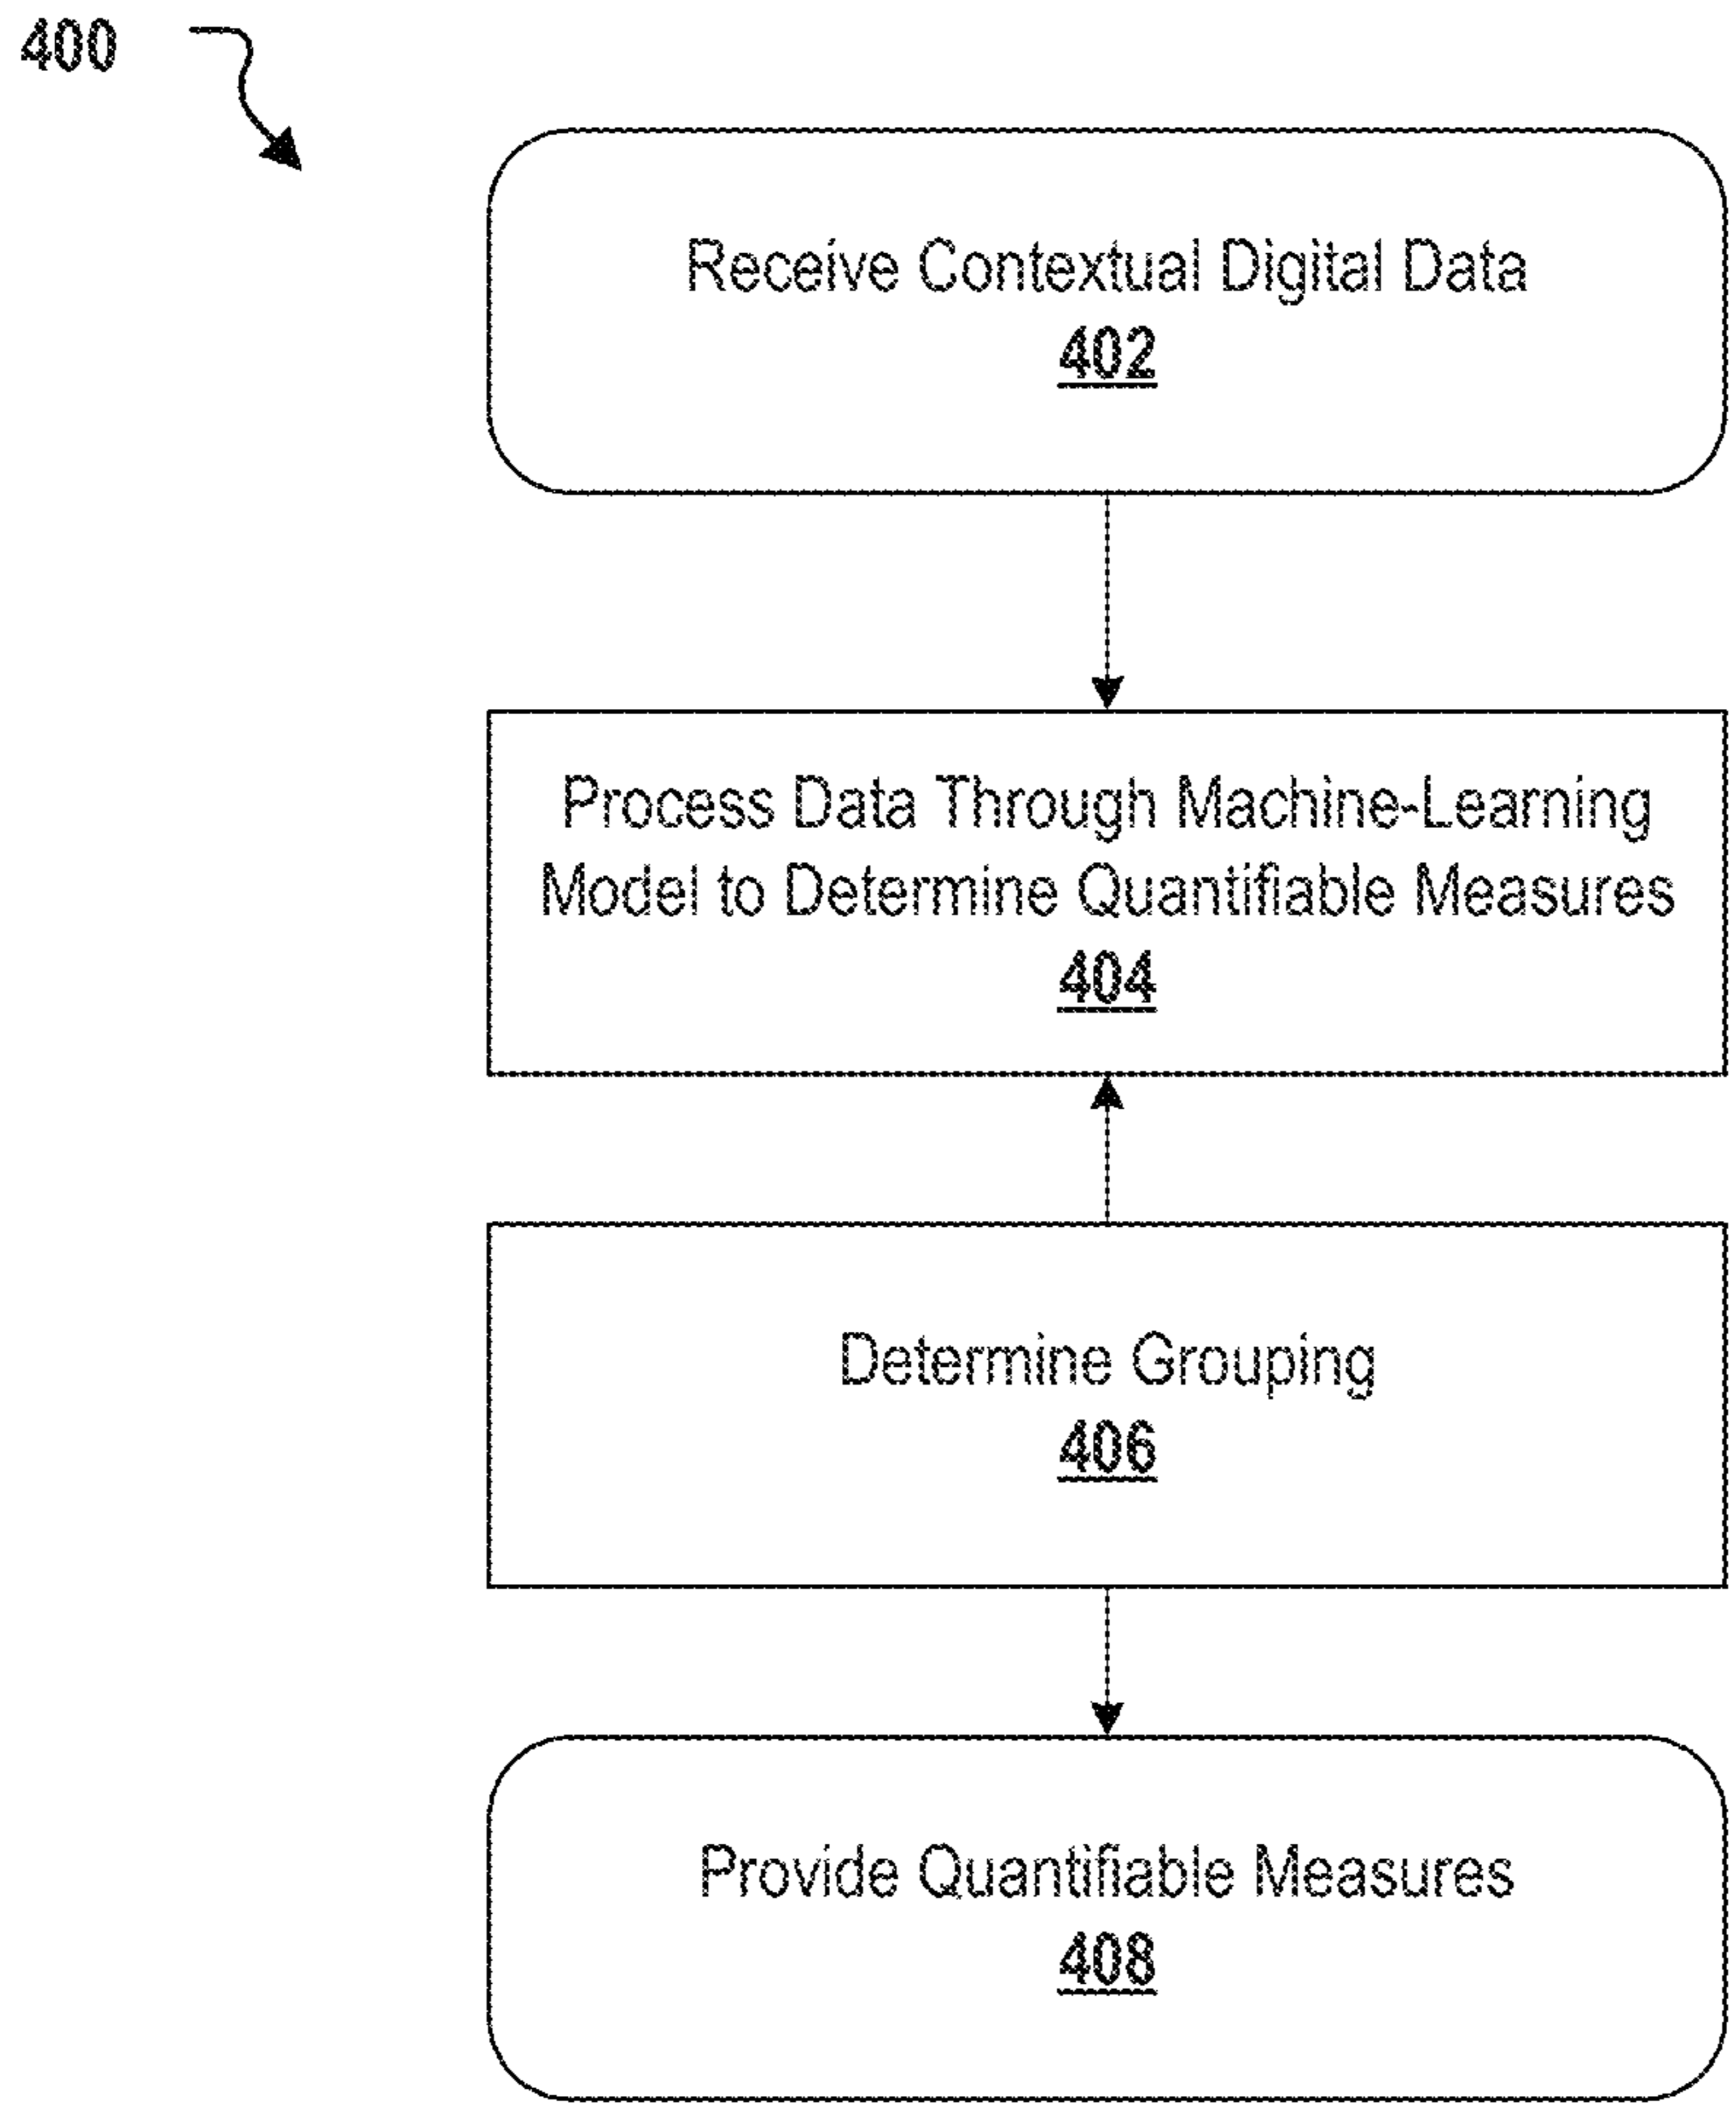 400
Receive Contextual Digital Data
402
Process Data Through Machine-Learning
Model to Determine Quantifiable Measures
404
Determine Grouping
406
Provide Quantifiable Measures
408